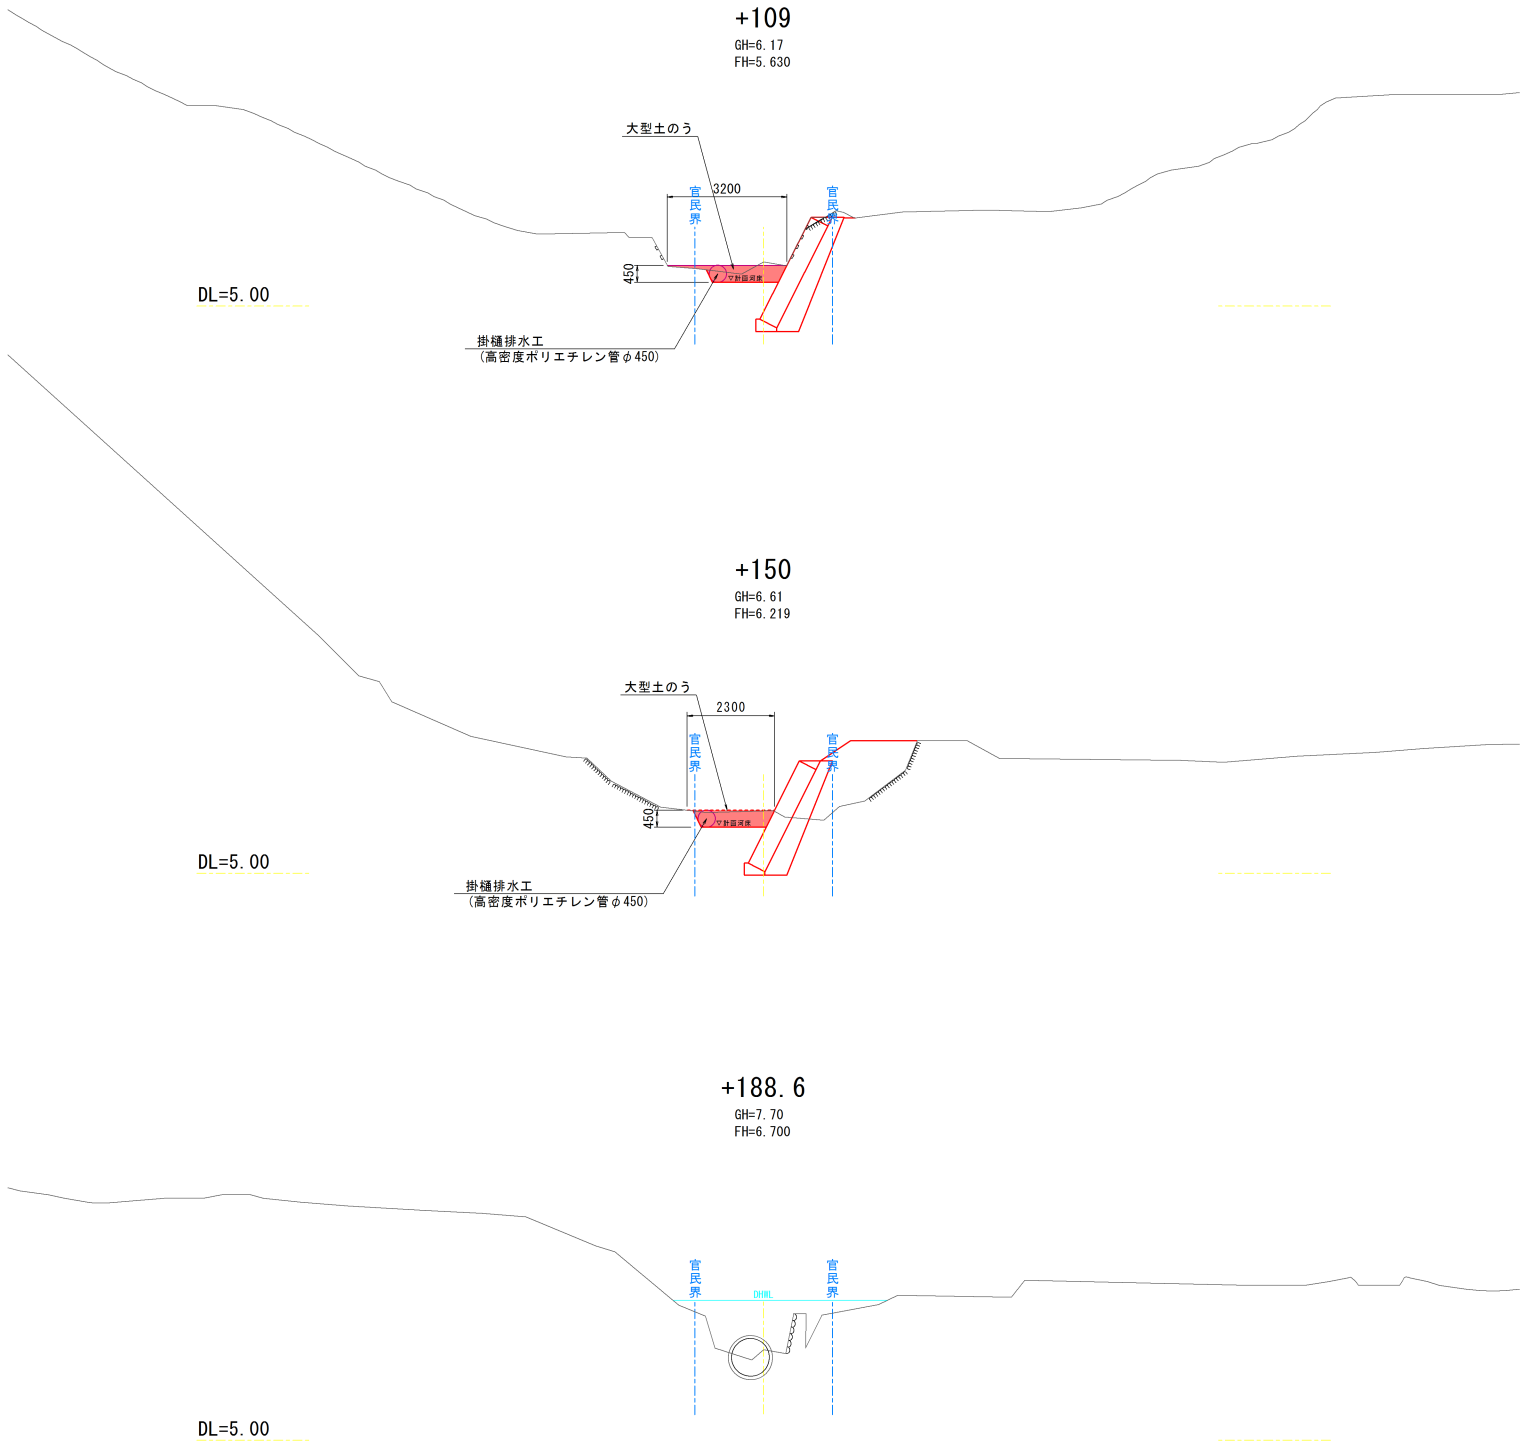 +109
GH=6.17
FH=5.630
大型土のう
官民界
3200
官民界
450
▽計画河床
DL=5.00
掛樋排水工
(高密度ポリエチレン管φ450)
+150
GH=6.61
FH=6.219
大型土のう
2300
官民界
官民界
450
▽計画河床
DL=5.00
掛樋排水工
(高密度ポリエチレン管φ450)
+188.6
GH=7.70
FH=6.700
官民界
官民界
DHWL
DL=5.00